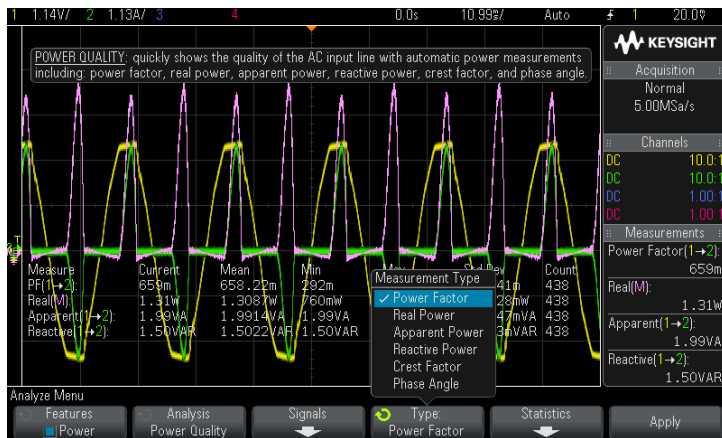 1 1.14V/ 2 1.13A/ 3 4 0.0s 10.99°/ Auto 1 20.0°
POWER QUALITY: quickly shows the quality of the AC input line with automatic power measurements
including: power factor, real power, apparent power, reactive power, crest factor, and phase angle.
KEYSIGHT
Acquisition
Normal
5.00MSa/s
Channels
DC 10.0:1
DC 10.0:1
DC 1.00:1
DC 1.00:1
Measurements
Power Factor(1→2):
659m
Real(M):
1.31W
Apparent(1→2):
1.99VA
Reactive(1→2):
1.50VAR
Measure Current Mean Min Count
PF(1→2): 659m 658.22m 292m 438
Real(M): 1.31W 1.3087W 760mW 438
Apparent(1→2): 1.99VA 1.9914VA 1.99VA 438
Reactive(1→2): 1.50VAR 1.5022VAR 1.50VAR 438
Measurement Type
✓ Power Factor
Real Power
Apparent Power
Reactive Power
Crest Factor
Phase Angle
Analyze Menu
Features
Power
Analysis
Power Quality
Signals
Type:
Power Factor
Statistics
Apply